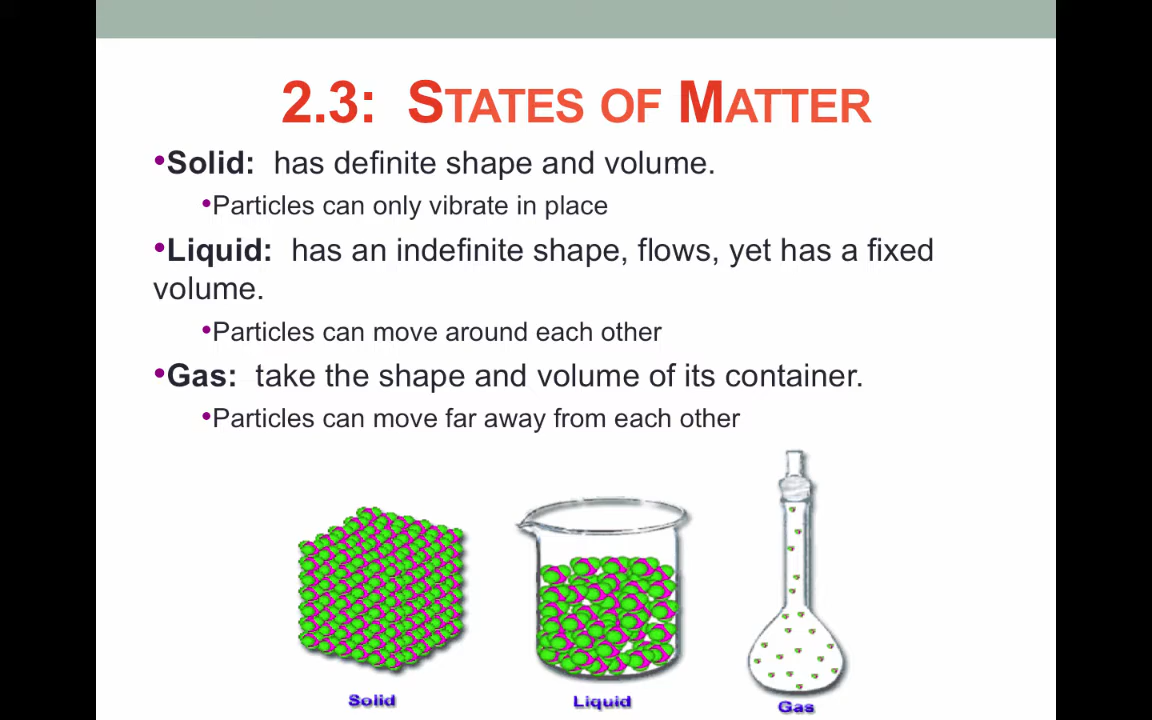 2.3: STATES OF MATTER
•Solid: has definite shape and volume.
•Particles can only vibrate in place
•Liquid: has an indefinite shape, flows, yet has a fixed
volume.
•Particles can move around each other
•Gas: take the shape and volume of its container.
•Particles can move far away from each other
Solid
Liquid
Gas